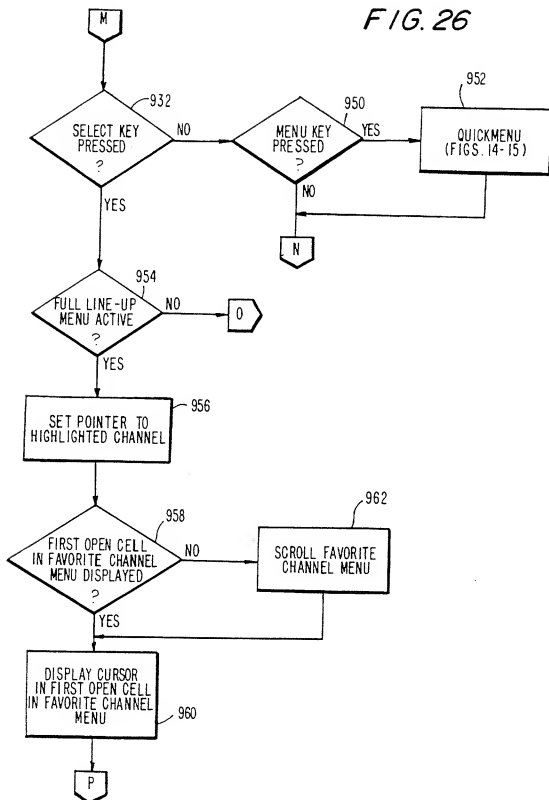 FIG. 26
M
932
SELECT KEY
PRESSED
?
NO
YES
950
MENU KEY
PRESSED
?
YES
NO
952
QUICKMENU
(FIGS. 14-15)
N
954
FULL LINE-UP
MENU ACTIVE
?
NO
O
YES
956
SET POINTER TO
HIGHLIGHTED CHANNEL
958
FIRST OPEN CELL
IN FAVORITE CHANNEL
MENU DISPLAYED
?
NO
YES
962
SCROLL FAVORITE
CHANNEL MENU
DISPLAY CURSOR
IN FIRST OPEN CELL
IN FAVORITE CHANNEL
MENU
960
P